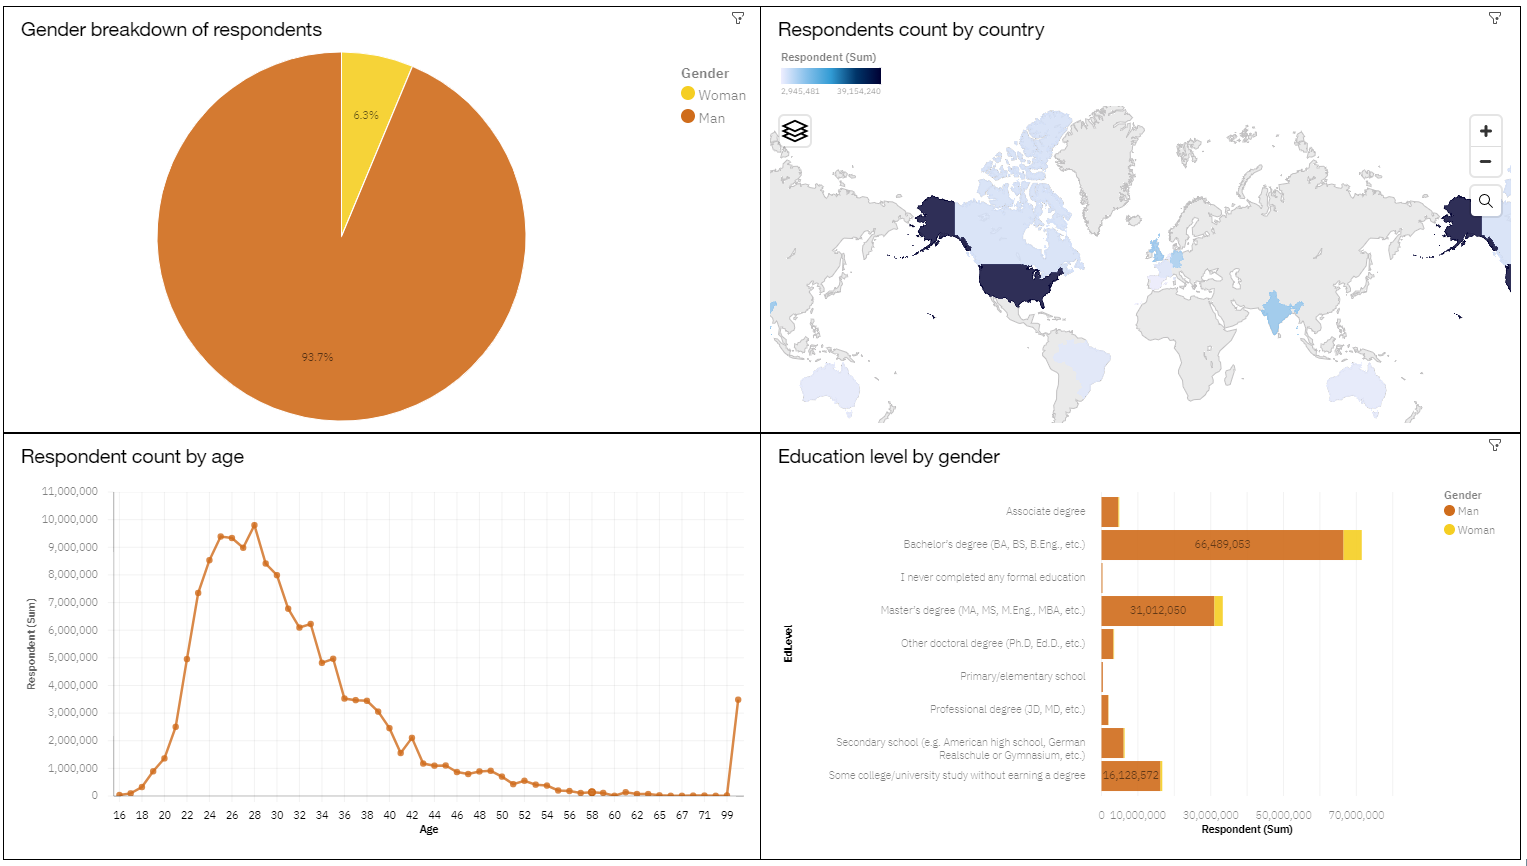 Gender breakdown of respondents
Gender
Woman
Man
6.3%
93.7%
Respondents count by country
Respondent (Sum)
2,945,481 39,154,240
+
−
Respondent count by age
Respondent (Sum)
11,000,000
10,000,000
9,000,000
8,000,000
7,000,000
6,000,000
5,000,000
4,000,000
3,000,000
2,000,000
1,000,000
0
16 18 20 22 24 26 28 30 32 34 36 38 40 42 44 46 48 50 52 54 56 58 60 62 65 67 71 99
Age
Education level by gender
Gender
Man
Woman
EdLevel
Associate degree
Bachelor's degree (BA, BS, B.Eng., etc.) 66,489,053
I never completed any formal education
Master's degree (MA, MS, M.Eng., MBA, etc.) 31,012,050
Other doctoral degree (Ph.D, Ed.D., etc.)
Primary/elementary school
Professional degree (JD, MD, etc.)
Secondary school (e.g. American high school, German
Realschule or Gymnasium, etc.)
Some college/university study without earning a degree 16,128,572
0 10,000,000 30,000,000 50,000,000 70,000,000
Respondent (Sum)